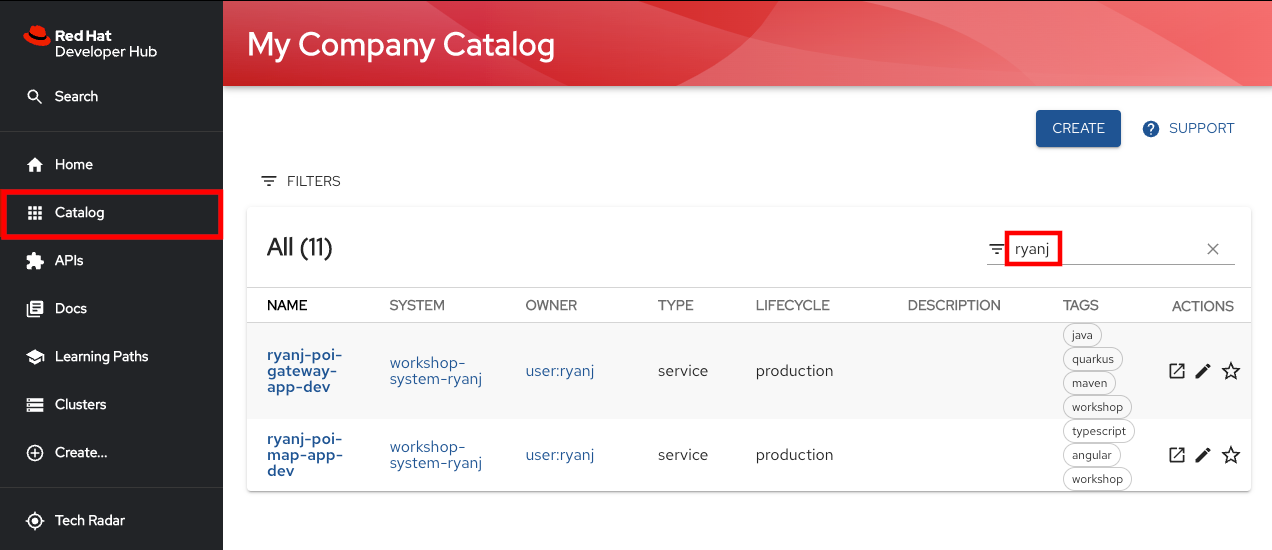 Red Hat
Developer Hub
Search
Home
Catalog
APIs
Docs
Learning Paths
Clusters
Create...
Tech Radar
My Company Catalog
CREATE
SUPPORT
FILTERS
All (11)
ryanj
NAME SYSTEM OWNER TYPE LIFECYCLE DESCRIPTION TAGS ACTIONS
ryanj-poi-
gateway-
app-dev
workshop-
system-ryanj
user:ryanj
service
production
java
quarkus
maven
workshop
ryanj-poi-
map-app-
dev
workshop-
system-ryanj
user:ryanj
service
production
typescript
angular
workshop